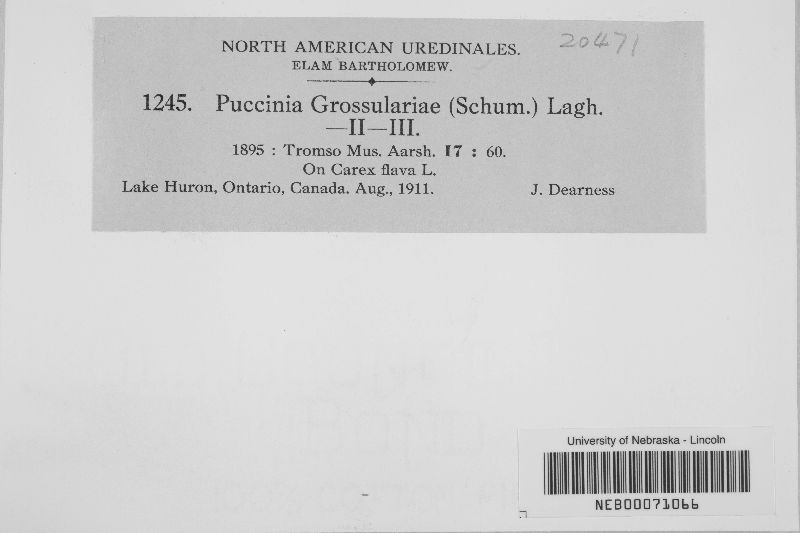 NORTH AMERICAN UREDINALES. 20471
ELAM BARTHOLOMEW.
1245. Puccinia Grossulariae (Schum.) Lagh.
—II—III.
1895 : Tromso Mus. Aarsh. 17 : 60.
On Carex flava L.
Lake Huron, Ontario, Canada. Aug., 1911. J. Dearness
University of Nebraska - Lincoln
NEB00071066